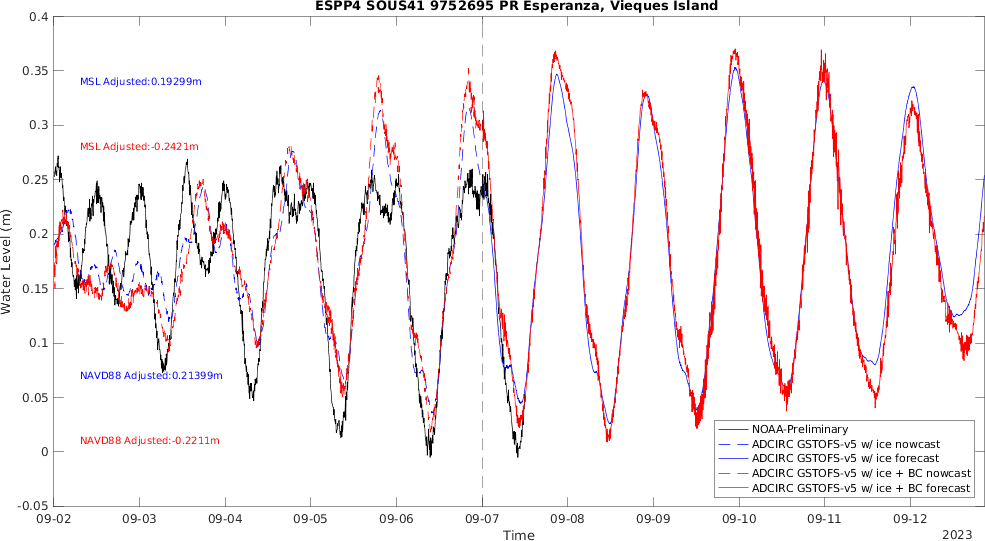 ESPP4 SOUS41 9752695 PR Esperanza, Vieques Island
0.4
0.35
0.3
0.25
0.2
0.15
0.1
0.05
0
-0.05
Water Level (m)
MSL Adjusted:0.19299m
MSL Adjusted:-0.2421m
NAVD88 Adjusted:0.21399m
NAVD88 Adjusted:-0.2211m
NOAA-Preliminary
ADCIRC GSTOFS-v5 w/ ice nowcast
ADCIRC GSTOFS-v5 w/ ice forecast
ADCIRC GSTOFS-v5 w/ ice + BC nowcast
ADCIRC GSTOFS-v5 w/ ice + BC forecast
09-02 09-03 09-04 09-05 09-06 09-07 09-08 09-09 09-10 09-11 09-12
Time
2023